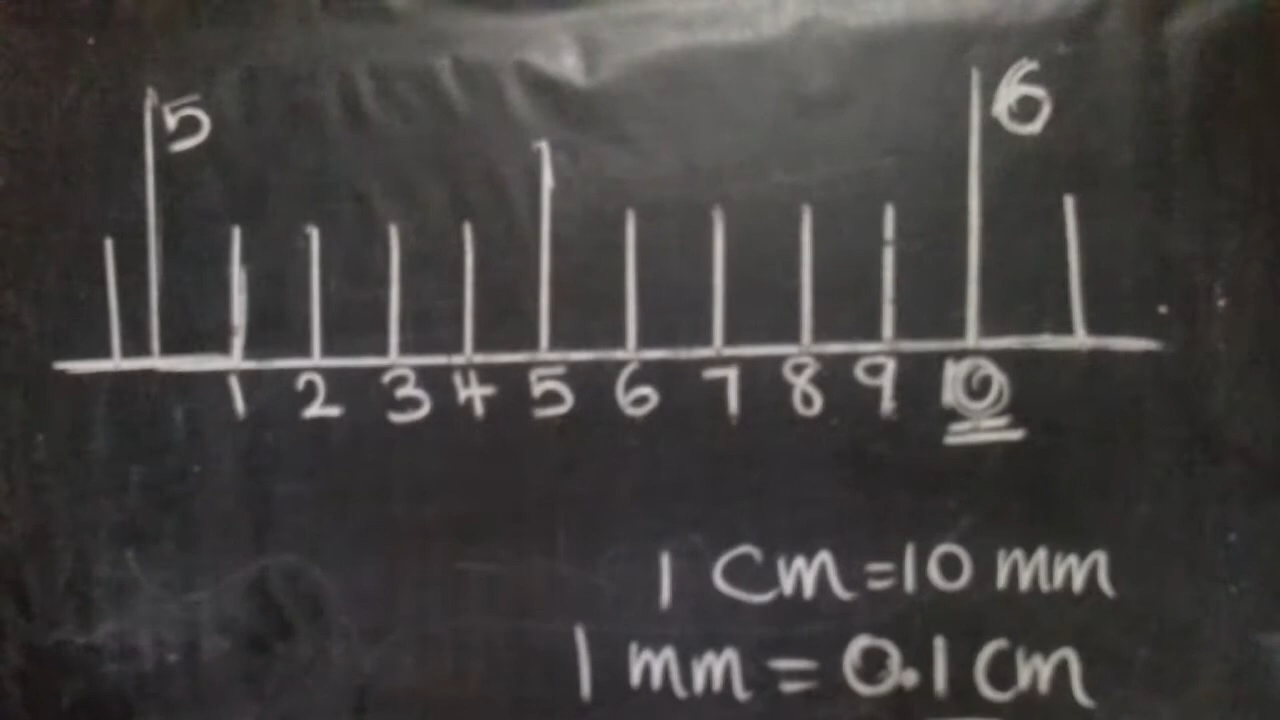 5 6
1 2 3 4 5 6 7 8 9 10
1 cm = 10 mm
1 mm = 0.1 cm